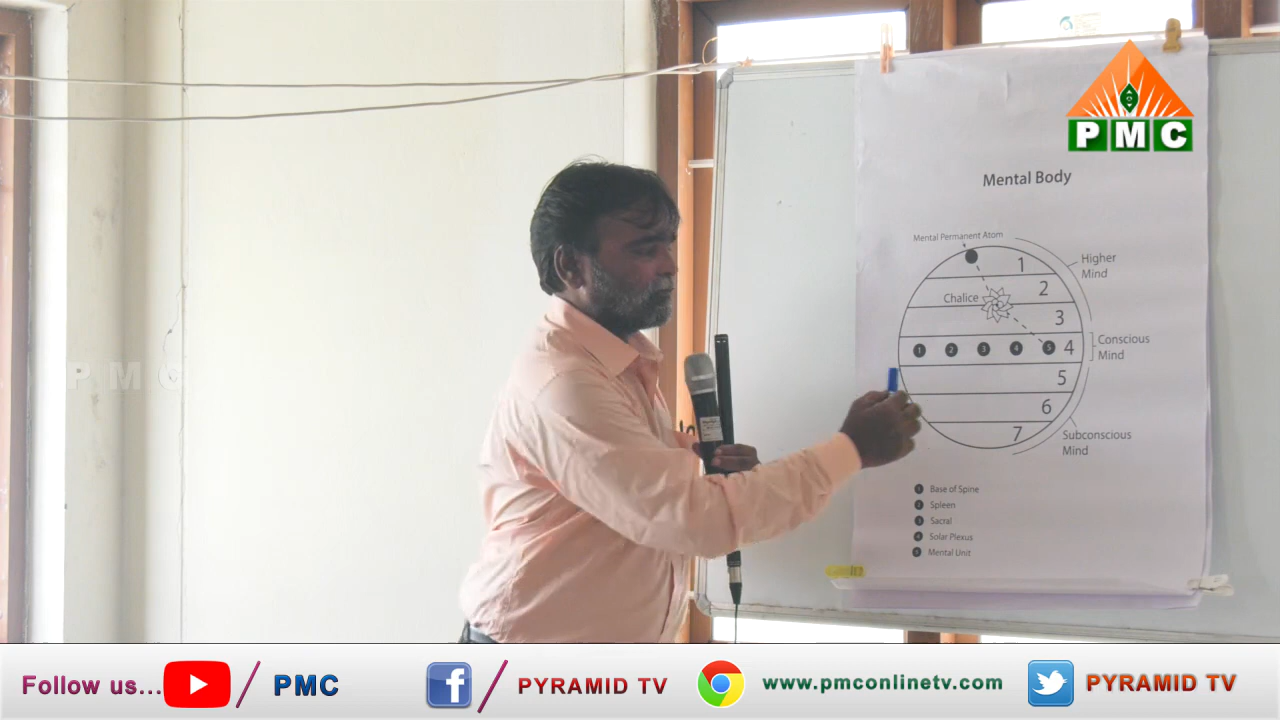 PMC
PMC
Mental Body
Mental Permanent Atom
1
Higher
Mind
2
Chalice
3
1 2 3 4 5 4
Conscious
Mind
5
6
7
Subconscious
Mind
1 Base of Spine
2 Spleen
3 Sacral
4 Solar Plexus
5 Mental Unit
Follow us... PMC PYRAMID TV www.pmconlinetv.com PYRAMID TV